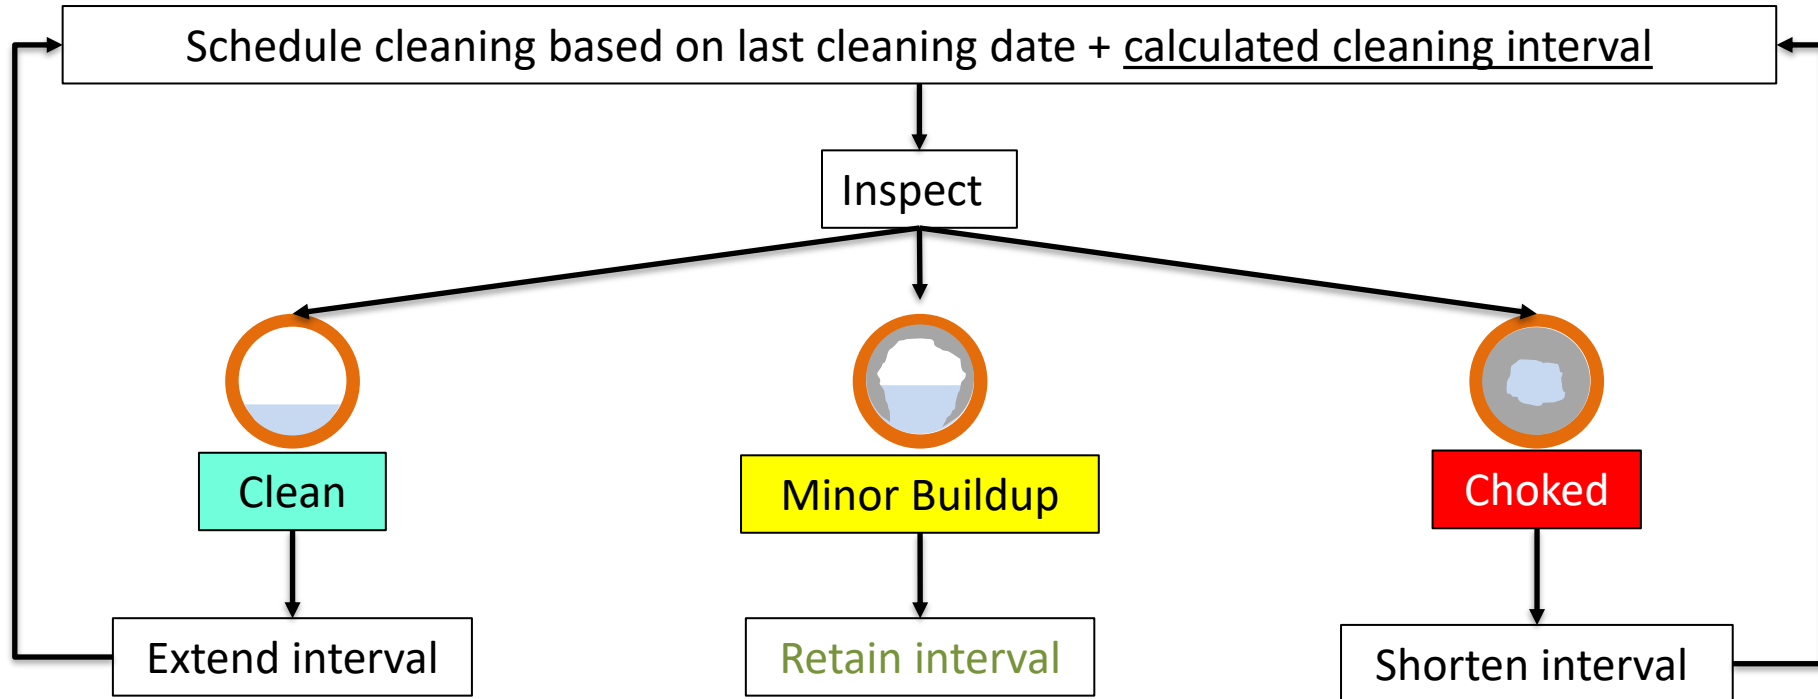 Schedule cleaning based on last cleaning date + calculated cleaning interval
Inspect
Clean
Minor Buildup
Choked
Extend interval
Retain interval
Shorten interval